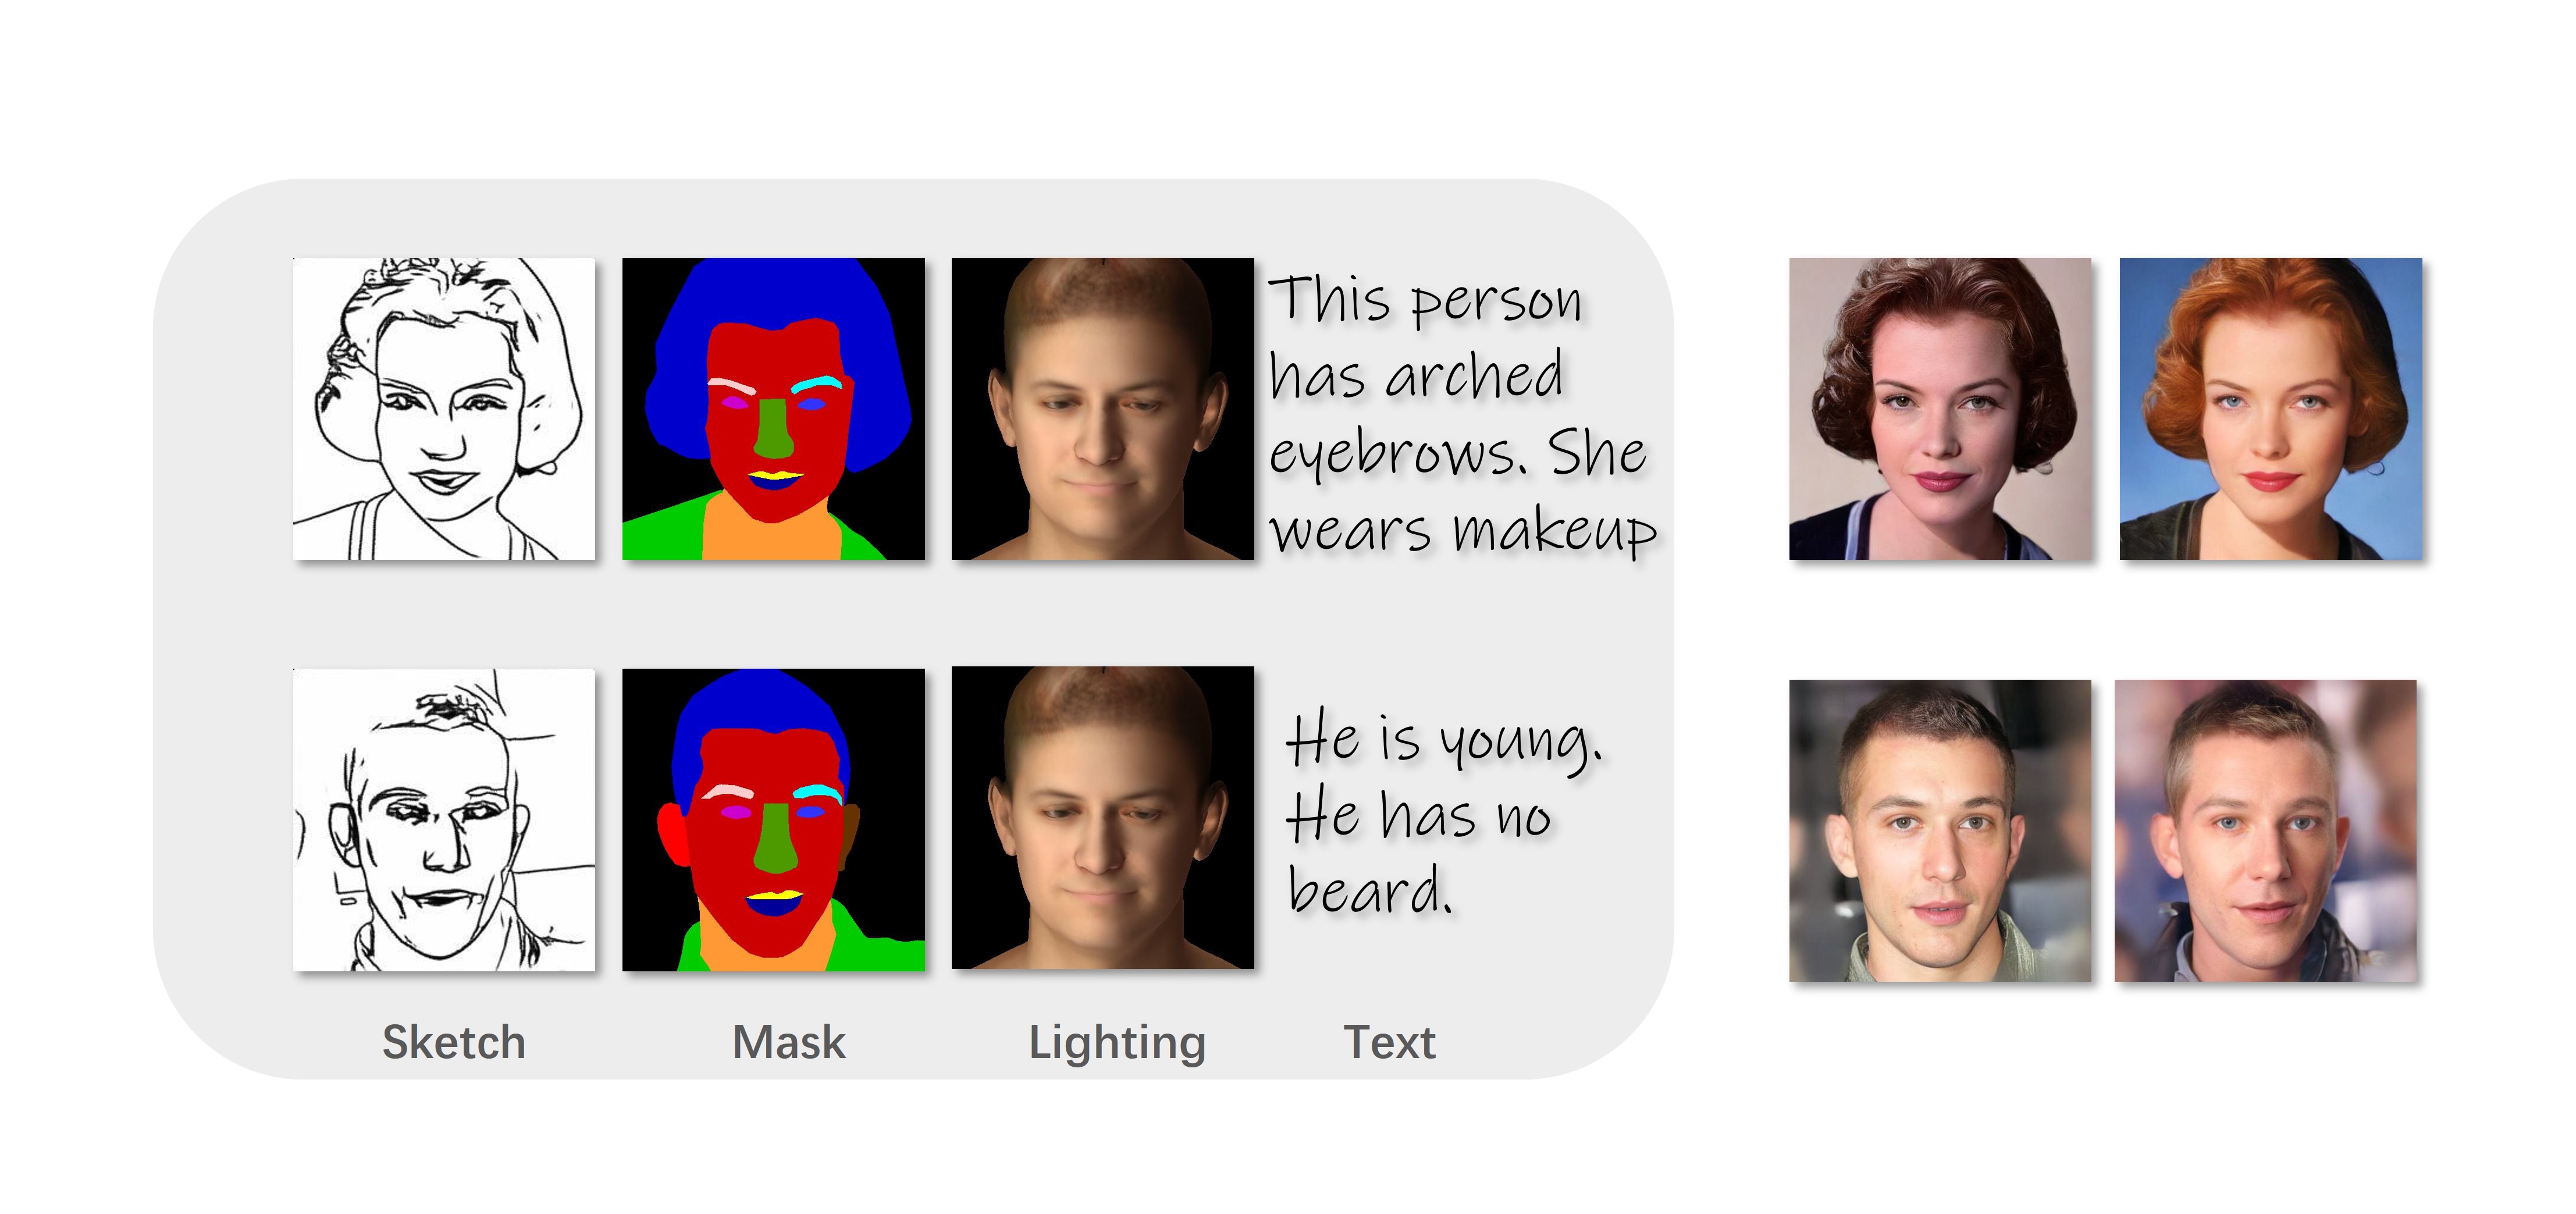 This person
has arched
eyebrows. She
wears makeup
He is young.
He has no
beard.
Sketch
Mask
Lighting
Text